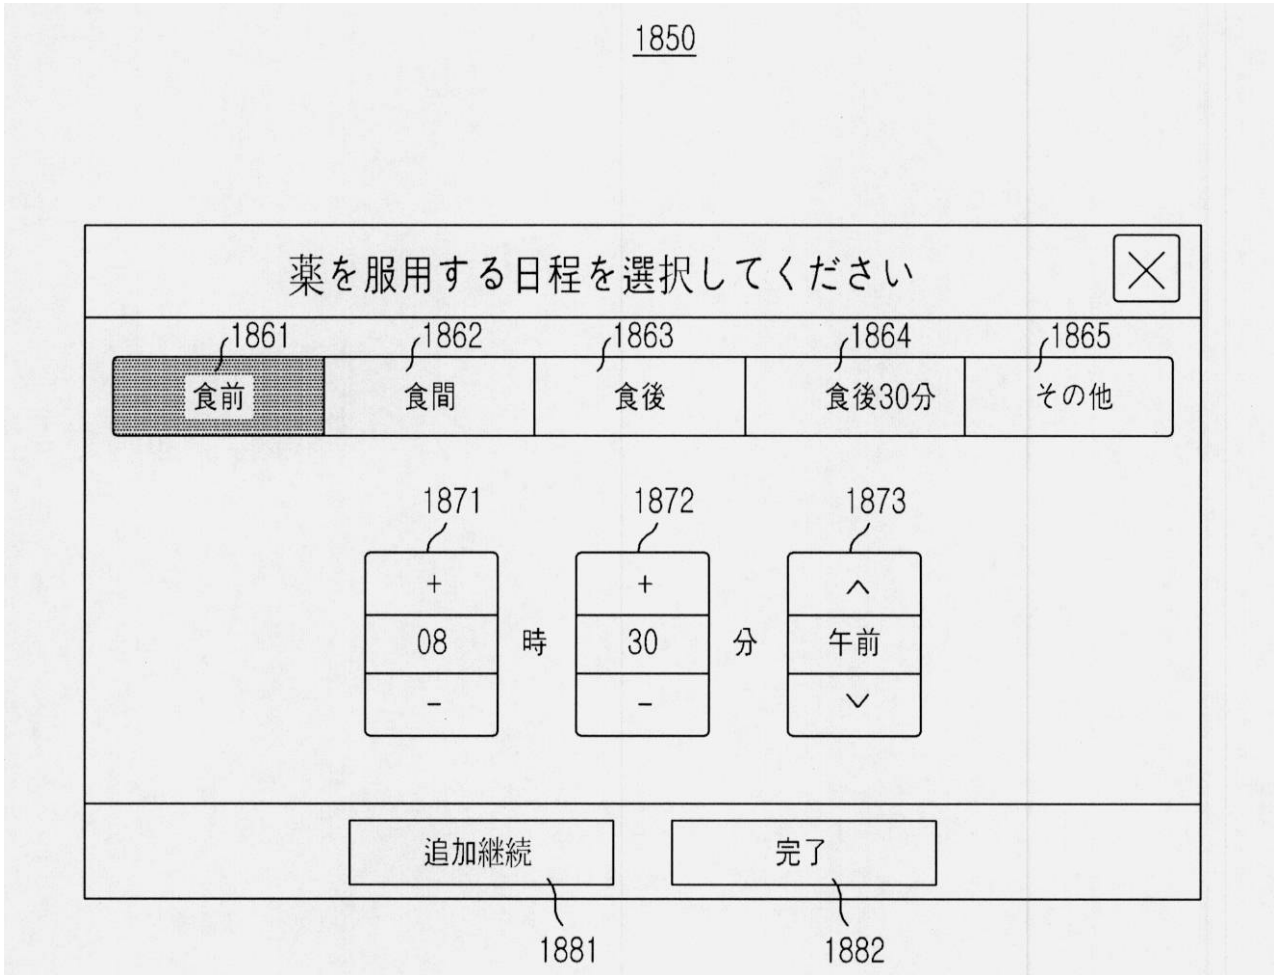 1850
薬を服用する日程を選択してください
1861 1862 1863 1864 1865
食前 食間 食後 食後30分 その他
1871 1872 1873
+ + ∧
08 時 30 分 午前
− − ∨
追加継続 完了
1881 1882